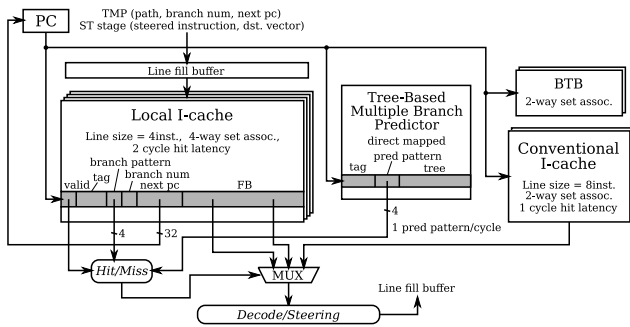 PC
TMP (path, branch num, next pc)
ST stage (steered instruction, dst. vector)
Line fill buffer
Local I-cache
Line size = 4inst., 4-way set assoc.,
2 cycle hit latency
branch pattern
tag
branch num
valid
next pc
FB
4
32
Tree-Based
Multiple Branch
Predictor
direct mapped
pred pattern
tag
tree
4
1 pred pattern/cycle
BTB
2-way set assoc.
Conventional
I-cache
Line size = 8inst.
2-way set assoc.
1 cycle hit latency
Hit/Miss
MUX
Decode/Steering
Line fill buffer